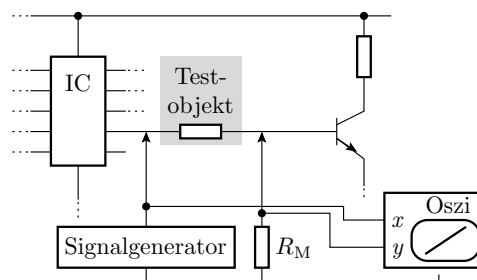 IC
Test-
objekt
Oszi
x
y
Signalgenerator
R_M